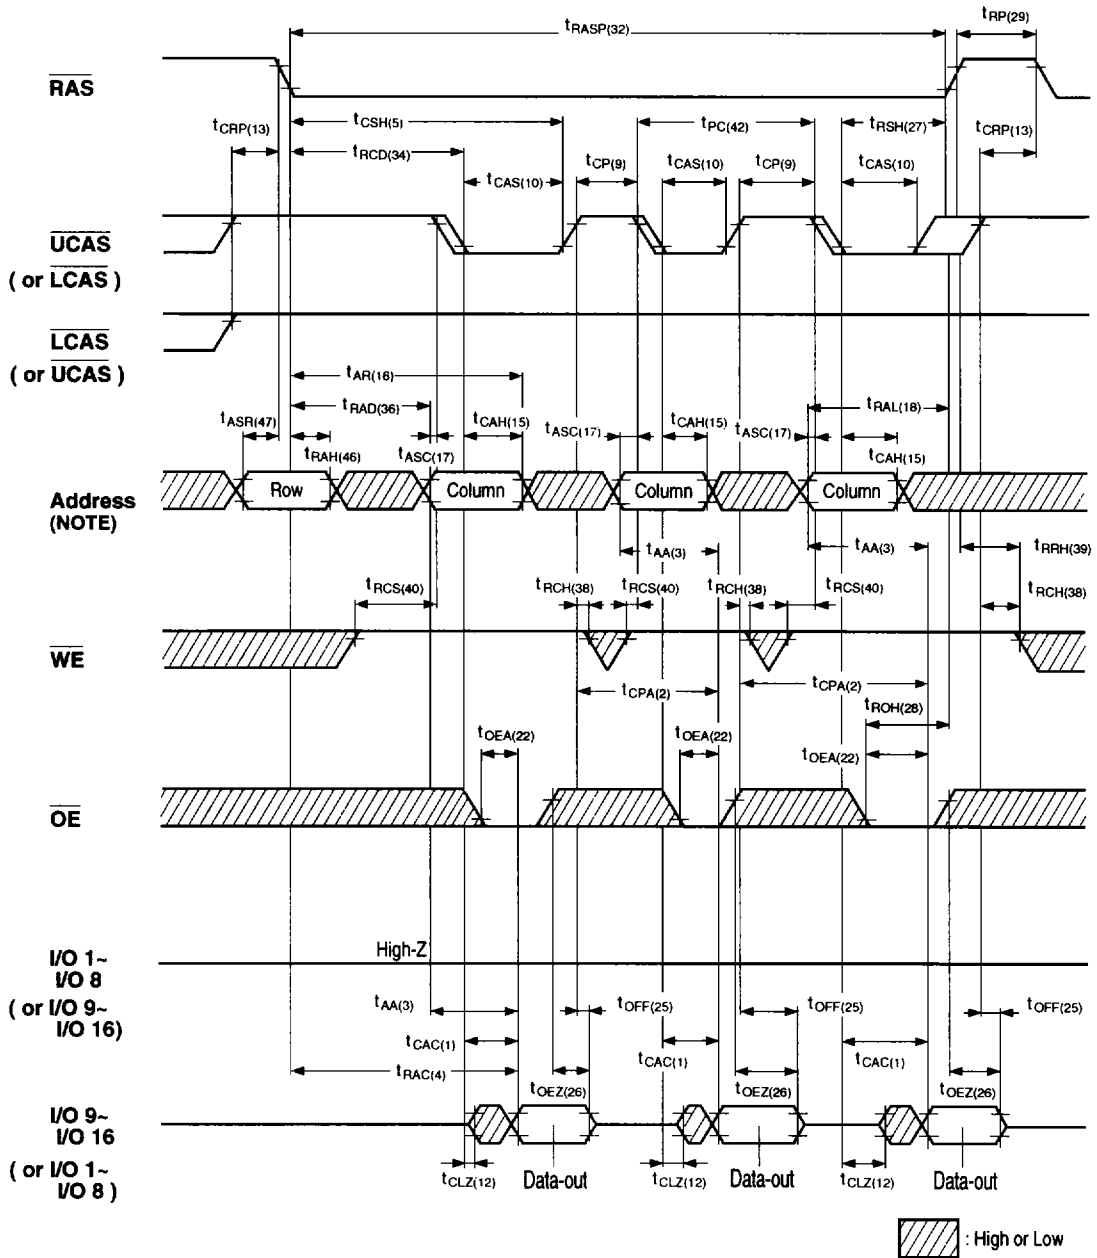 tRASP(32)
tRP(29)
RAS
tCRP(13)
tCSH(5)
tPC(42)
tRSH(27)
tCRP(13)
tRCD(34)
tCAS(10)
tCP(9)
tCAS(10)
tCP(9)
tCAS(10)
UCAS
( or LCAS )
LCAS
( or UCAS )
tAR(16)
tASR(47)
tRAD(36)
tCAH(15)
tASC(17)
tCAH(15)
tASC(17)
tRAL(18)
tRAH(46)
tASC(17)
tCAH(15)
Address
(NOTE)
Row
Column
Column
Column
tAA(3)
tAA(3)
tRRH(39)
tRCS(40)
tRCH(38)
tRCS(40)
tRCH(38)
tRCS(40)
tRCH(38)
WE
tCPA(2)
tCPA(2)
tROH(28)
tOEA(22)
tOEA(22)
tOEA(22)
OE
High-Z
I/O 1~
I/O 8
( or I/O 9~
I/O 16)
tAA(3)
tOFF(25)
tOFF(25)
tOFF(25)
tCAC(1)
tCAC(1)
tCAC(1)
tRAC(4)
tOEZ(26)
tOEZ(26)
tOEZ(26)
I/O 9~
I/O 16
( or I/O 1~
I/O 8 )
tCLZ(12)
Data-out
tCLZ(12)
Data-out
tCLZ(12)
Data-out
: High or Low